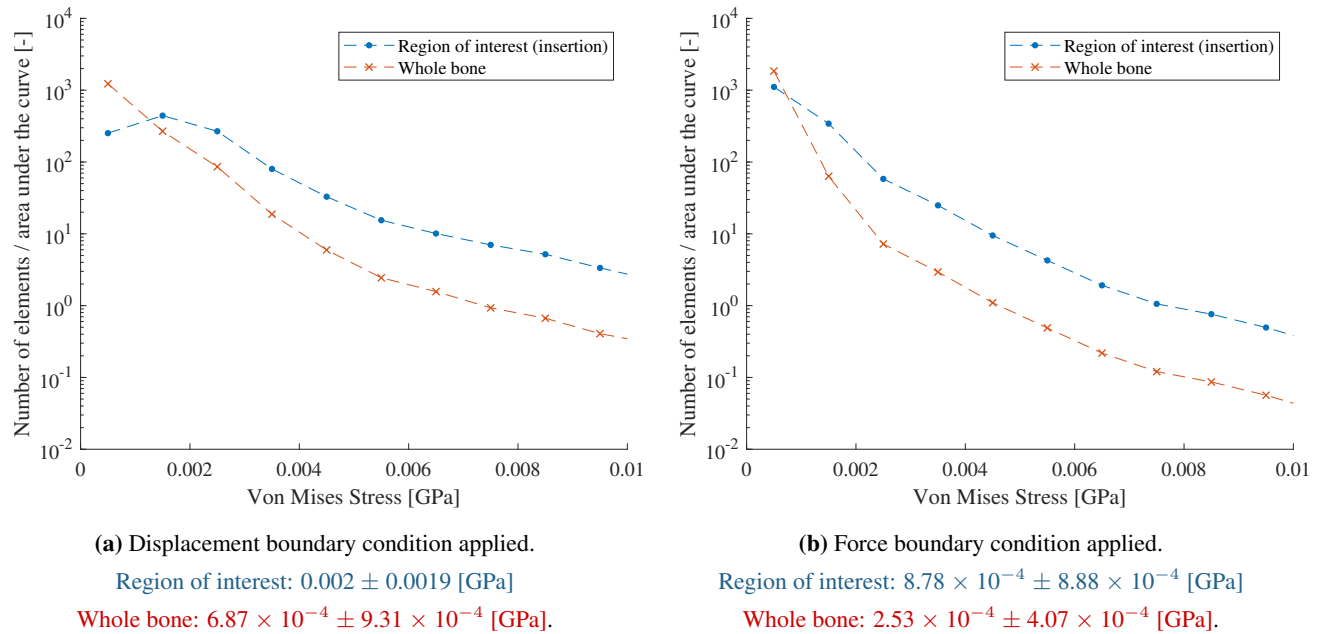 Number of elements / area under the curve [-]
10^4
10^3
10^2
10^1
10^0
10^-1
10^-2
Region of interest (insertion)
Whole bone
0 0.002 0.004 0.006 0.008 0.01
Von Mises Stress [GPa]
(a) Displacement boundary condition applied.
Region of interest: 0.002 ± 0.0019 [GPa]
Whole bone: 6.87 × 10^-4 ± 9.31 × 10^-4 [GPa].
Number of elements / area under the curve [-]
10^4
10^3
10^2
10^1
10^0
10^-1
10^-2
Region of interest (insertion)
Whole bone
0 0.002 0.004 0.006 0.008 0.01
Von Mises Stress [GPa]
(b) Force boundary condition applied.
Region of interest: 8.78 × 10^-4 ± 8.88 × 10^-4 [GPa]
Whole bone: 2.53 × 10^-4 ± 4.07 × 10^-4 [GPa].